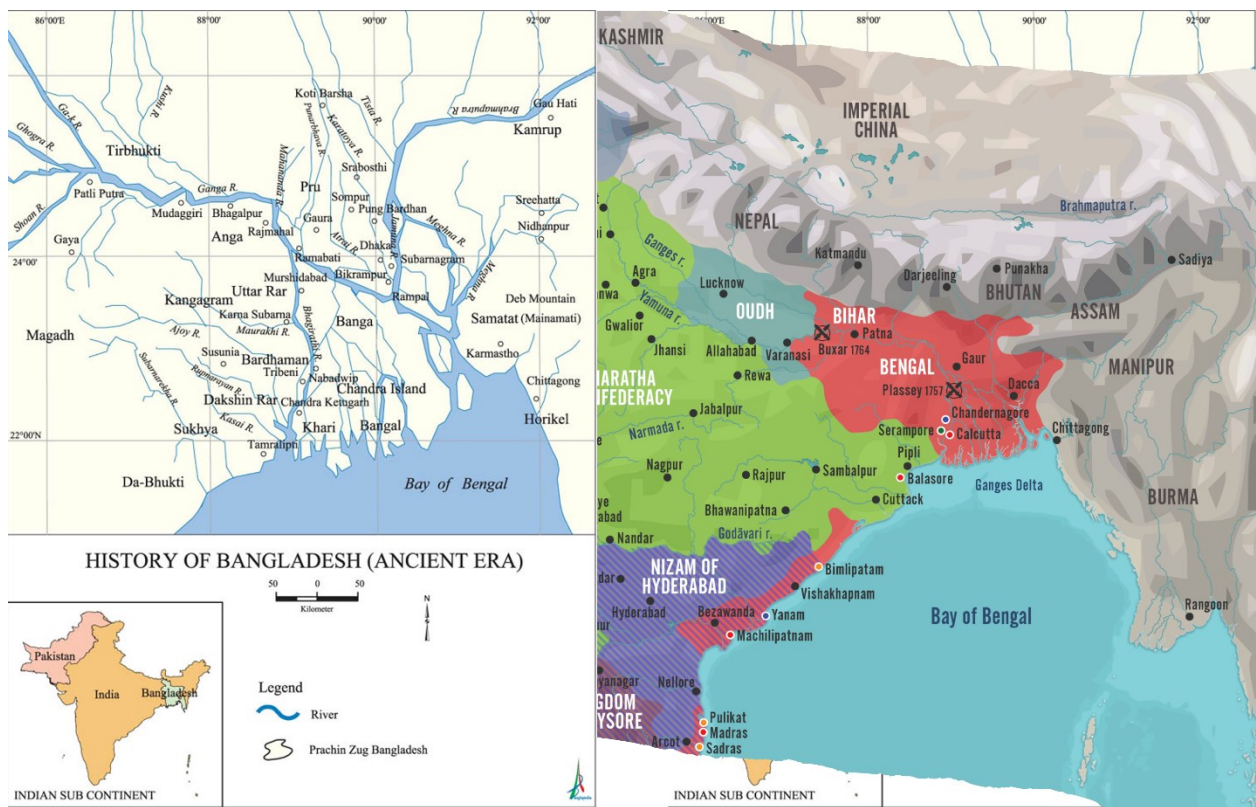 86°00'E
88°00'
90°00'
92°00'
Ghogra R.
Ga-k R.
Kushi R.
Tirbhukti
Koti Barsha
Punarbhava R.
Karatoya R.
Tista R.
Brahmaputra R
Gau Hati
Kamrup
Mahananda R.
Srabosthi
Patli Putra
Ganga R.
Pru
Sompur
Shoan R.
Mudaggiri
Bhagalpur
Gaura
Pung Bardhan
Sreehatta
Rajmahal
Anga
Atrai R.
Jamuna R.
Meghna R.
Nidhanpur
Gaya
Dhaka
24°00'
Ramabati
Bikrampur
Subarnagram
Meghna R.
Murshidabad
Rampal
Kangagram
Uttar Rar
Deb Mountain
Karna Subarna
Samatat
(Mainamati)
Magadh
Ajoy R.
Maurakhi R.
Bhagirathi R.
Banga
Karmastho
Subarnarekha R.
Susunia
Bardhaman
Rupnarayan R.
Tribeni
Nabadwip
Chandra Island
Chittagong
Dakshin Rar
Chandra Ketugarh
Horikel
Sukhya
Kasai R.
Khari
Bangal
22°00'N
Tamralipti
Da-Bhukti
Bay of Bengal
HISTORY OF BANGLADESH (ANCIENT ERA)
50 0 50
Kilometer
N
Pakistan
India
Bangladesh
INDIAN SUB CONTINENT
Legend
River
Prachin Zug Bangladesh
88°00'
90°00'
92°00'
KASHMIR
IMPERIAL
CHINA
NEPAL
Brahmaputra r.
Ganges r.
Katmandu
Sadiya
Agra
Lucknow
Darjeeling
Punakha
BHUTAN
Yamuna r.
OUDH
BIHAR
ASSAM
Gwalior
Patna
Buxar 1764
Jhansi
Allahabad
Varanasi
Gaur
MANIPUR
BENGAL
Rewa
Plassey 1757
Dacca
Jabalpur
Chandernagore
Serampore
Calcutta
Chittagong
Narmada r.
Pipli
Nagpur
Rajpur
Sambalpur
Balasore
Ganges Delta
Bhawanipatna
Cuttack
BURMA
Nandar
Godāvari r.
NIZAM OF
HYDERABAD
Bimlipatam
Hyderabad
Vishakhapnam
Bezawanda
Yanam
Bay of Bengal
Rangoon
Machilipatnam
Nellore
Pulikat
Madras
Arcot
Sadras
INDIAN SUB CONTINENT